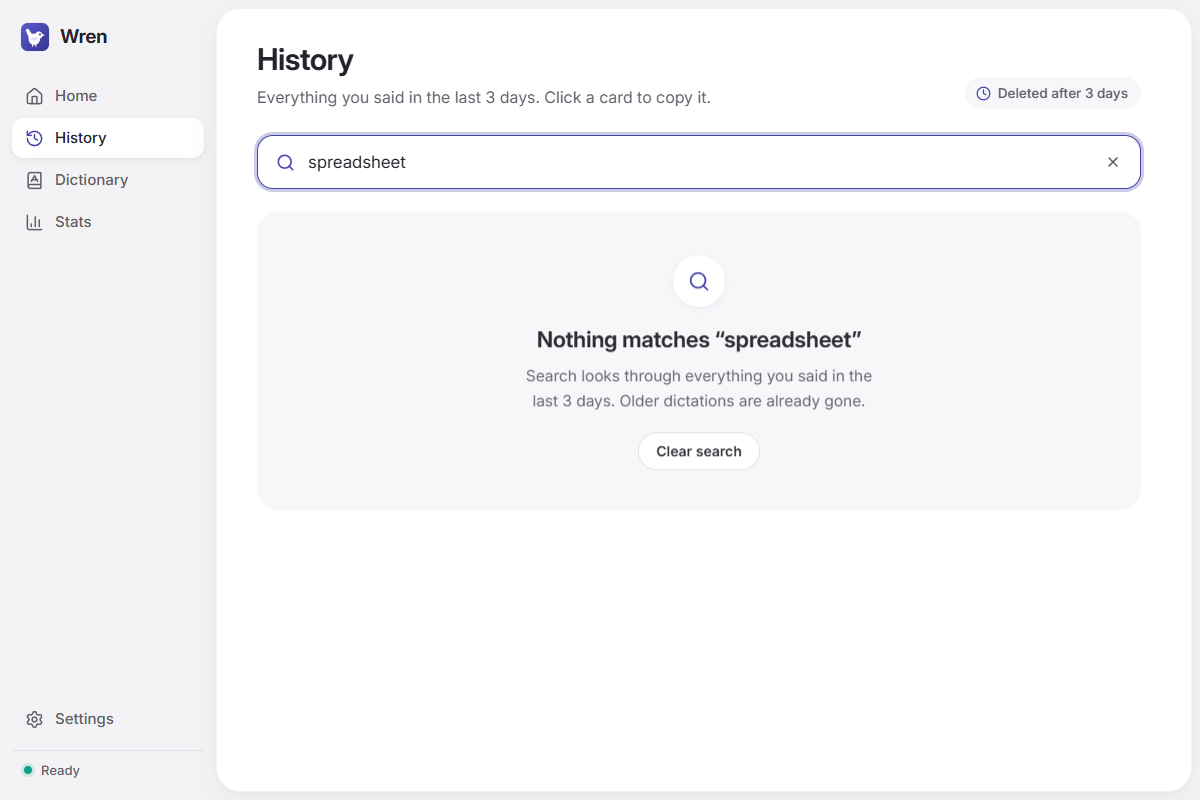 Wren
Home
History
Dictionary
Stats
Settings
Ready
History
Everything you said in the last 3 days. Click a card to copy it.
Deleted after 3 days
spreadsheet
Nothing matches “spreadsheet”
Search looks through everything you said in the
last 3 days. Older dictations are already gone.
Clear search